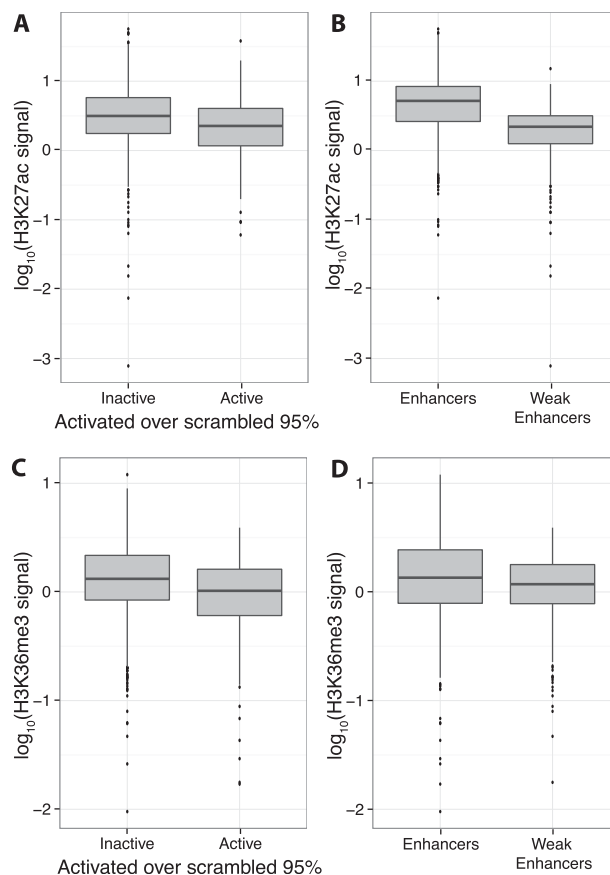 A
B
log10(H3K27ac signal)
1
0
−1
−2
−3
Inactive
Active
Activated over scrambled 95%
log10(H3K27ac signal)
1
0
−1
−2
−3
Enhancers
Weak
Enhancers
C
D
log10(H3K36me3 signal)
1
0
−1
−2
Inactive
Active
Activated over scrambled 95%
log10(H3K36me3 signal)
1
0
−1
−2
Enhancers
Weak
Enhancers